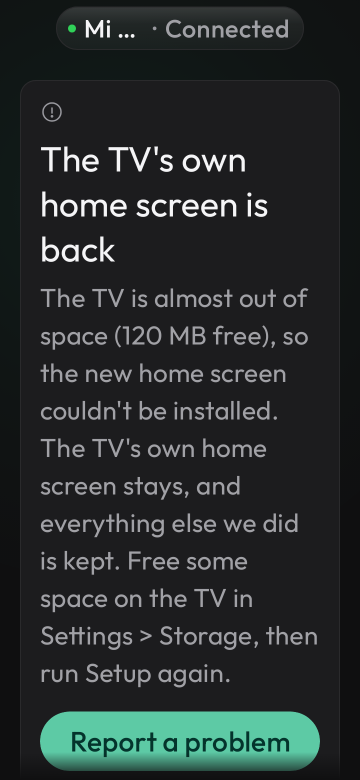 Mi ... · Connected
The TV's own
home screen is
back
The TV is almost out of
space (120 MB free), so
the new home screen
couldn't be installed.
The TV's own home
screen stays, and
everything else we did
is kept. Free some
space on the TV in
Settings > Storage, then
run Setup again.
Report a problem